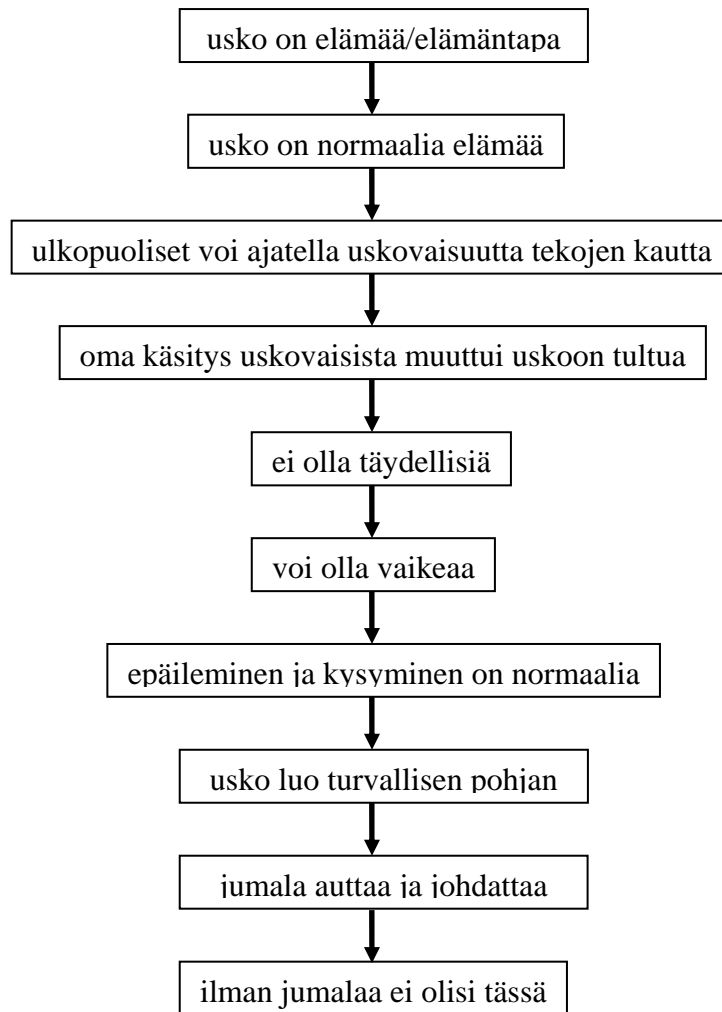 usko on elämää/elämäntapa
usko on normaalia elämää
ulkopuoliset voi ajatella uskovaisuutta tekojen kautta
oma käsitys uskovaisista muuttui uskoon tultua
ei olla täydellisiä
voi olla vaikeaa
epäileminen ja kysyminen on normaalia
usko luo turvallisen pohjan
jumala auttaa ja johdattaa
ilman jumalaa ei olisi tässä